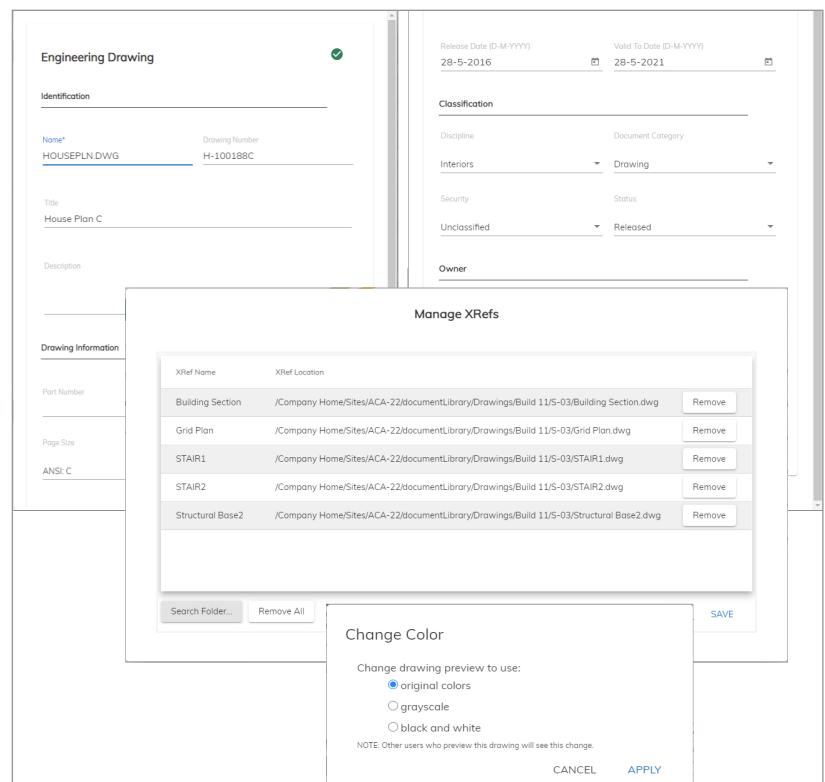 Engineering Drawing
Identification
Name*
Drawing Number
HOUSEPLN.DWG
H-100188C
Title
House Plan C
Description
Drawing Information
Part Number
Page Size
ANSI: C
Release Date (D-M-YYYY)
Valid To Date (D-M-YYYY)
28-5-2016
28-5-2021
Classification
Discipline
Document Category
Interiors
Drawing
Security
Status
Unclassified
Released
Owner
Manage XRefs
XRef Name
XRef Location
Building Section
/Company Home/Sites/ACA-22/documentLibrary/Drawings/Build 11/S-03/Building Section.dwg
Remove
Grid Plan
/Company Home/Sites/ACA-22/documentLibrary/Drawings/Build 11/S-03/Grid Plan.dwg
Remove
STAIR1
/Company Home/Sites/ACA-22/documentLibrary/Drawings/Build 11/S-03/STAIR1.dwg
Remove
STAIR2
/Company Home/Sites/ACA-22/documentLibrary/Drawings/Build 11/S-03/STAIR2.dwg
Remove
Structural Base2
/Company Home/Sites/ACA-22/documentLibrary/Drawings/Build 11/S-03/Structural Base2.dwg
Remove
Search Folder...
Remove All
SAVE
Change Color
Change drawing preview to use:
original colors
grayscale
black and white
NOTE: Other users who preview this drawing will see this change.
CANCEL
APPLY